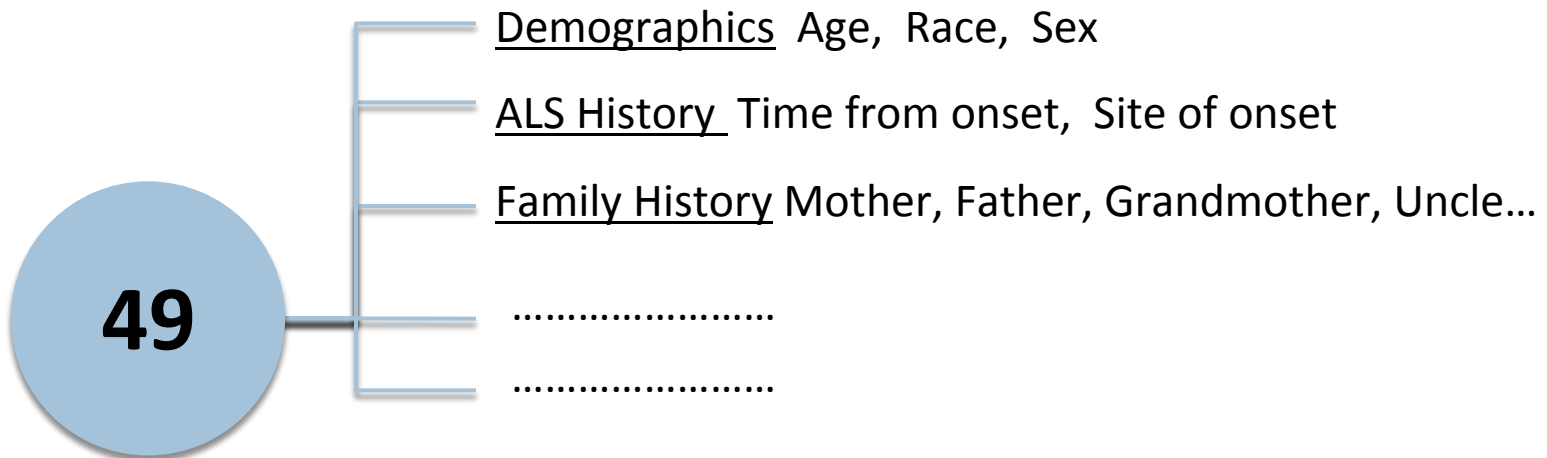 Demographics Age, Race, Sex
ALS History Time from onset, Site of onset
Family History Mother, Father, Grandmother, Uncle…
49
……………………
……………………